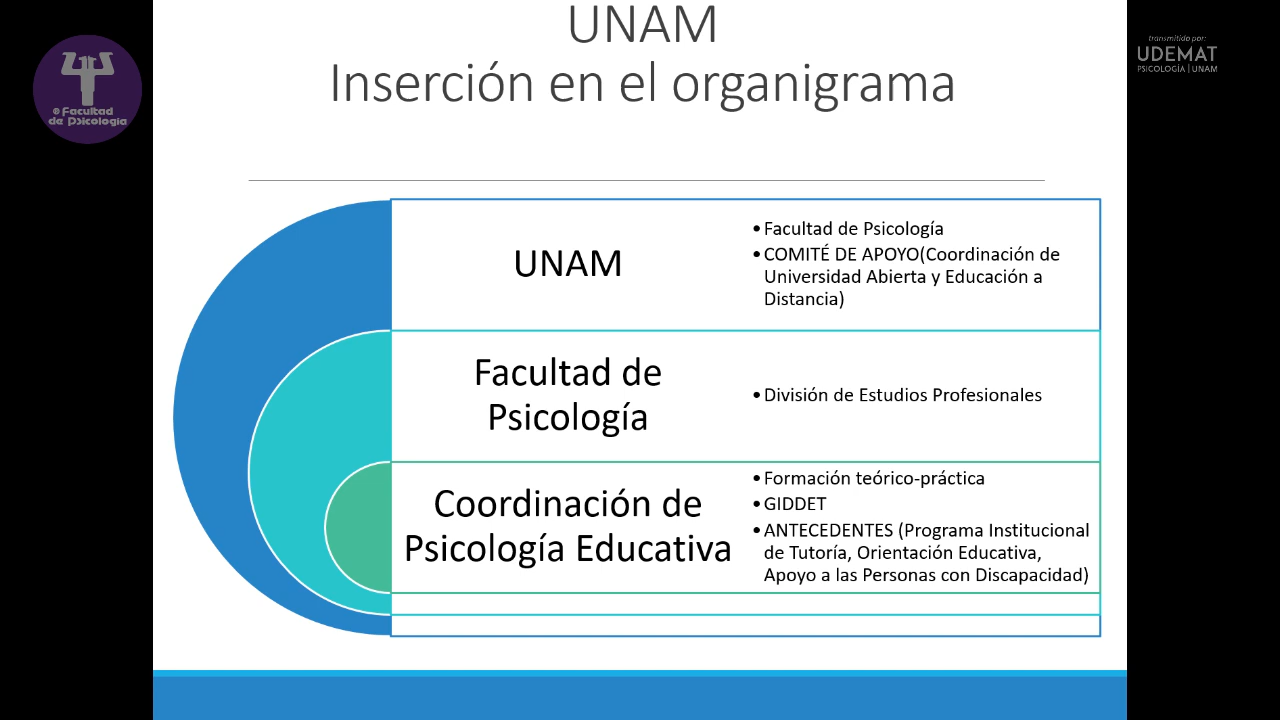 UNAM
Inserción en el organigrama
© Facultad
de Psicología
transmitido por:
UDEMAT
PSICOLOGÍA | UNAM
UNAM
•Facultad de Psicología
•COMITÉ DE APOYO(Coordinación de
Universidad Abierta y Educación a
Distancia)
Facultad de
Psicología
•División de Estudios Profesionales
Coordinación de
Psicología Educativa
•Formación teórico-práctica
•GIDDET
•ANTECEDENTES (Programa Institucional
de Tutoría, Orientación Educativa,
Apoyo a las Personas con Discapacidad)